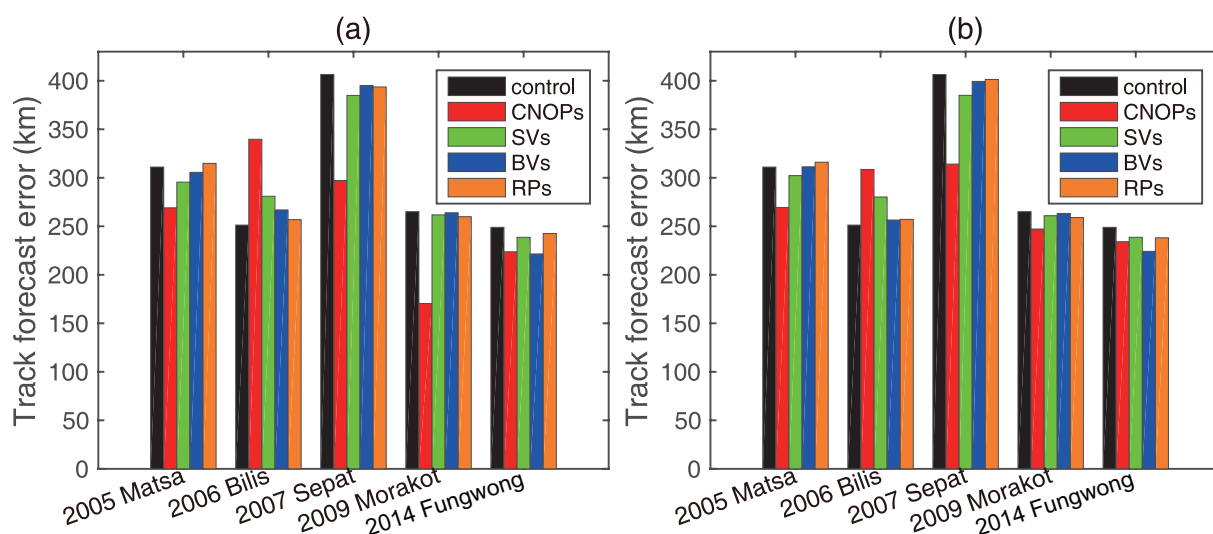 (a)
Track forecast error (km)
400
350
300
250
200
150
100
50
0
control
CNOPs
SVs
BVs
RPs
2005 Matsa
2006 Bilis
2007 Sepat
2009 Morakot
2014 Fungwong
(b)
Track forecast error (km)
400
350
300
250
200
150
100
50
0
control
CNOPs
SVs
BVs
RPs
2005 Matsa
2006 Bilis
2007 Sepat
2009 Morakot
2014 Fungwong